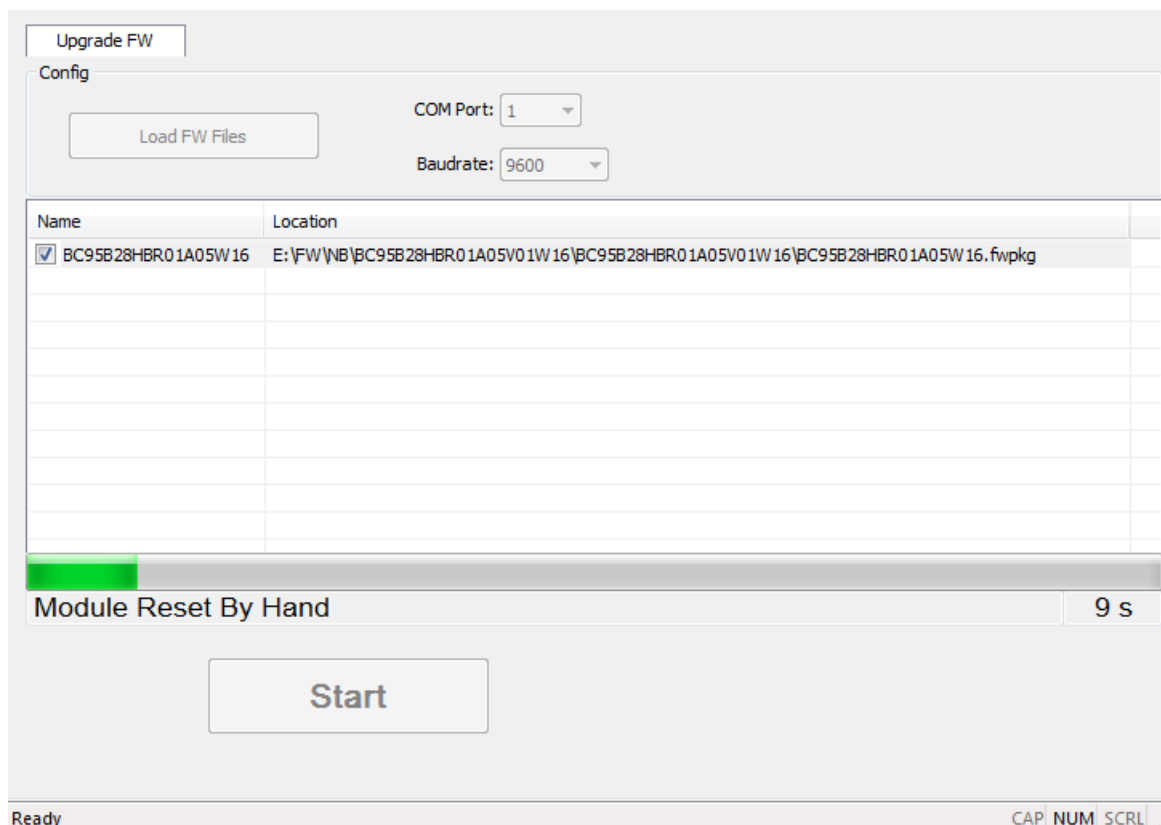 Upgrade FW
Config
Load FW Files
COM Port: 1
Baudrate: 9600
Name Location
BC95B28HBR01A05W16 E:\FW\NB\BC95B28HBR01A05V01W16\BC95B28HBR01A05V01W16\BC95B28HBR01A05W16.fwpkg
Module Reset By Hand 9 s
Start
Ready CAP NUM SCRL